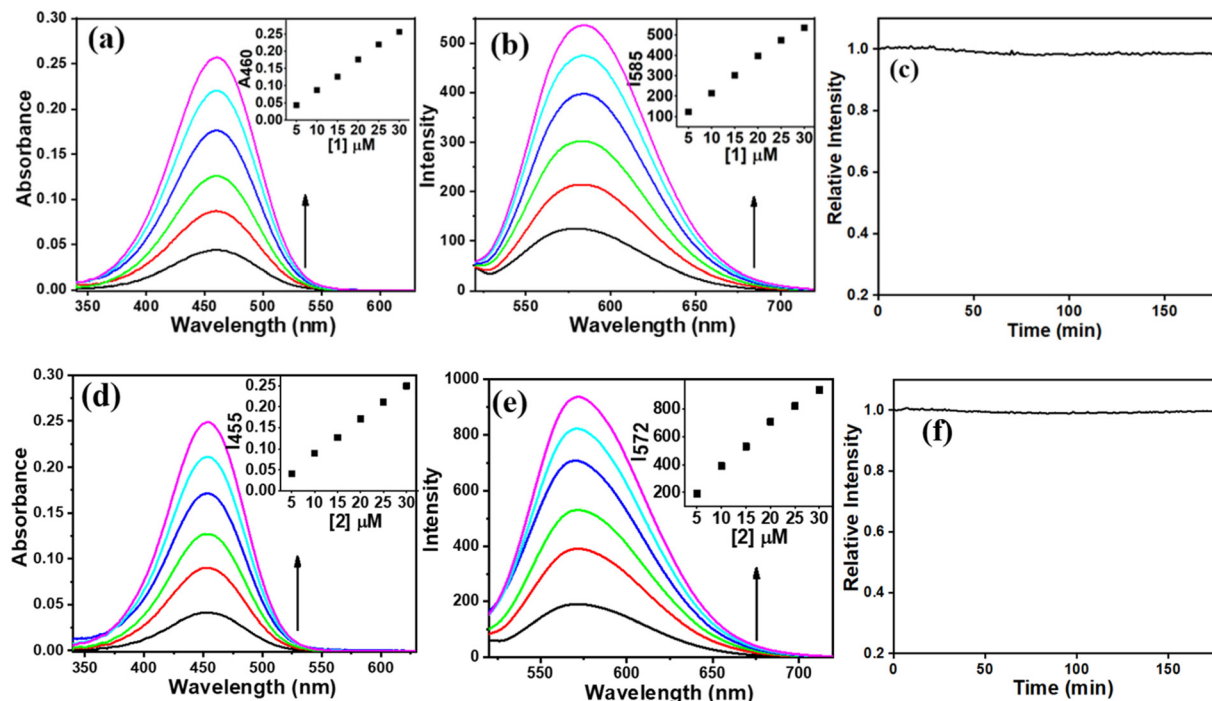 (a)
Absorbance
0.30
0.25
0.20
0.15
0.10
0.05
0.00
350 400 450 500 550 600
Wavelength (nm)
A460
0.25
0.20
0.15
0.10
0.05
0.00
5 10 15 20 25 30
[1] μM
(b)
Intensity
500
400
300
200
100
0
550 600 650 700
Wavelength (nm)
I585
600
500
400
300
200
100
5 10 15 20 25 30
[1] μM
(c)
Relative Intensity
1.0
0.8
0.6
0.4
0.2
0 50 100 150
Time (min)
(d)
Absorbance
0.30
0.25
0.20
0.15
0.10
0.05
0.00
350 400 450 500 550 600
Wavelength (nm)
I455
0.25
0.20
0.15
0.10
0.05
0.00
5 10 15 20 25 30
[2] μM
(e)
Intensity
1000
800
600
400
200
0
550 600 650 700
Wavelength (nm)
I572
800
600
400
200
5 10 15 20 25 30
[2] μM
(f)
Relative Intensity
1.0
0.8
0.6
0.4
0.2
0 50 100 150
Time (min)